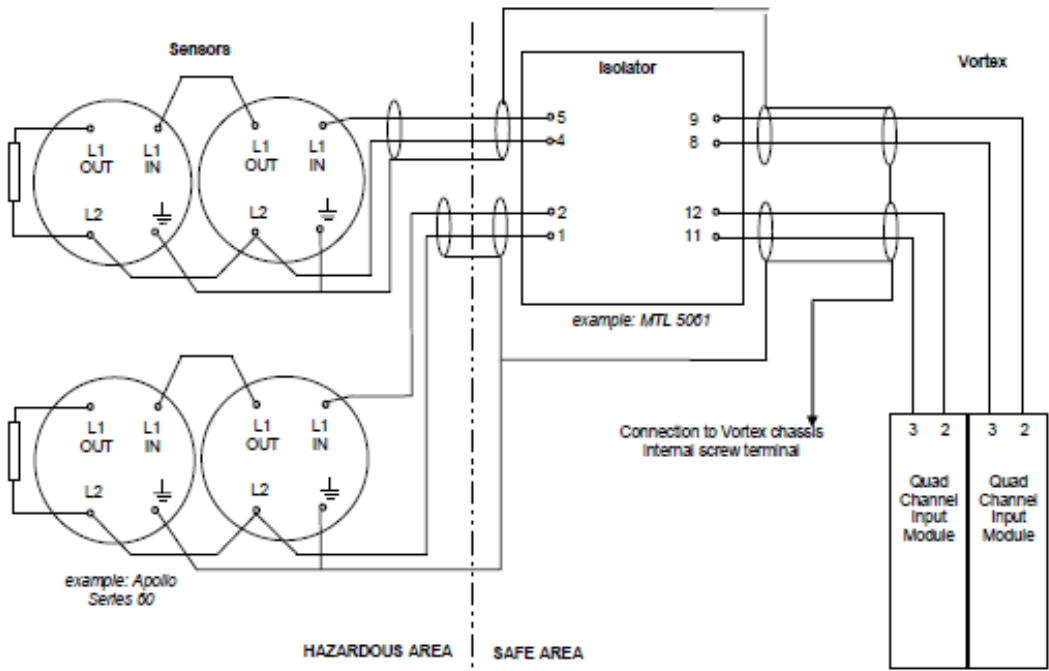 Sensors
Isolator
Vortex
L1
OUT
L1
IN
L2
L1
OUT
L1
IN
L2
5
4
2
1
9
8
12
11
example: MTL 5061
L1
OUT
L1
IN
L2
L1
OUT
L1
IN
L2
example: Apollo
Series 60
Connection to Vortex chassis
internal screw terminal
3 2
Quad
Channel
Input
Module
3 2
Quad
Channel
Input
Module
HAZARDOUS AREA
SAFE AREA